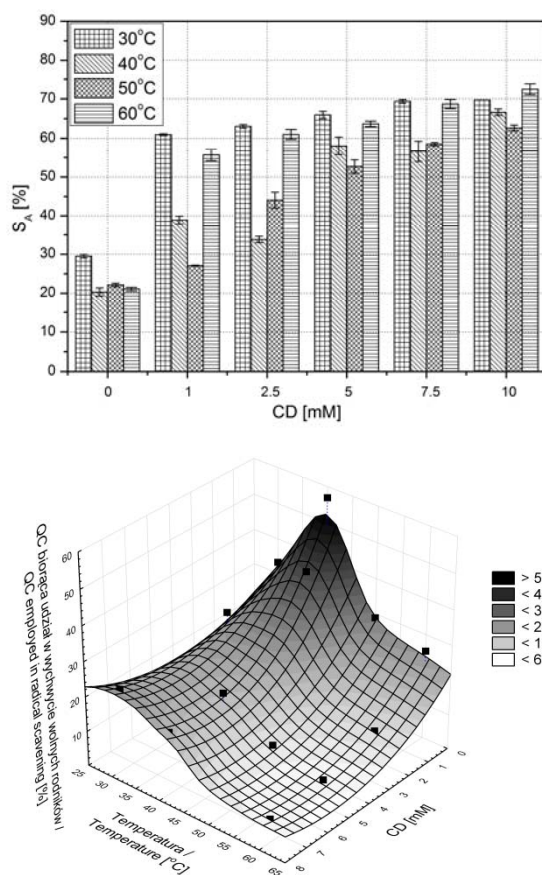 90
80
70
60
50
40
30
20
10
0
S_A [%]
30°C
40°C
50°C
60°C
0 1 2.5 5 7.5 10
CD [mM]
QC biorąca udział w wychwycie wolnych rodników /
QC employed in radical scavening [%]
60
50
40
30
20
10
25 30 35 40 45 50 55 60 65
Temperatura /
Temperature [°C]
8 7 6 5 4 3 2 1 0
CD [mM]
> 5
< 4
< 3
< 2
< 1
< 6